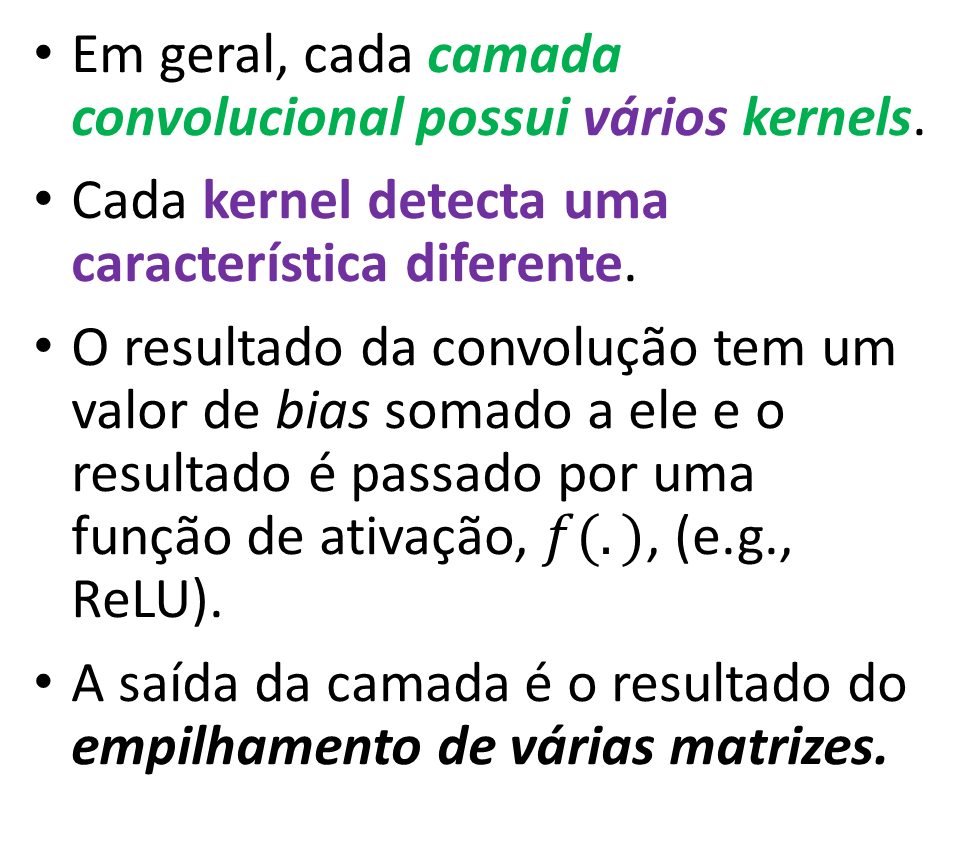 • Em geral, cada camada
convolucional possui vários kernels.
• Cada kernel detecta uma
característica diferente.
• O resultado da convolução tem um
valor de bias somado a ele e o
resultado é passado por uma
função de ativação, 𝑓(.), (e.g.,
ReLU).
• A saída da camada é o resultado do
empilhamento de várias matrizes.